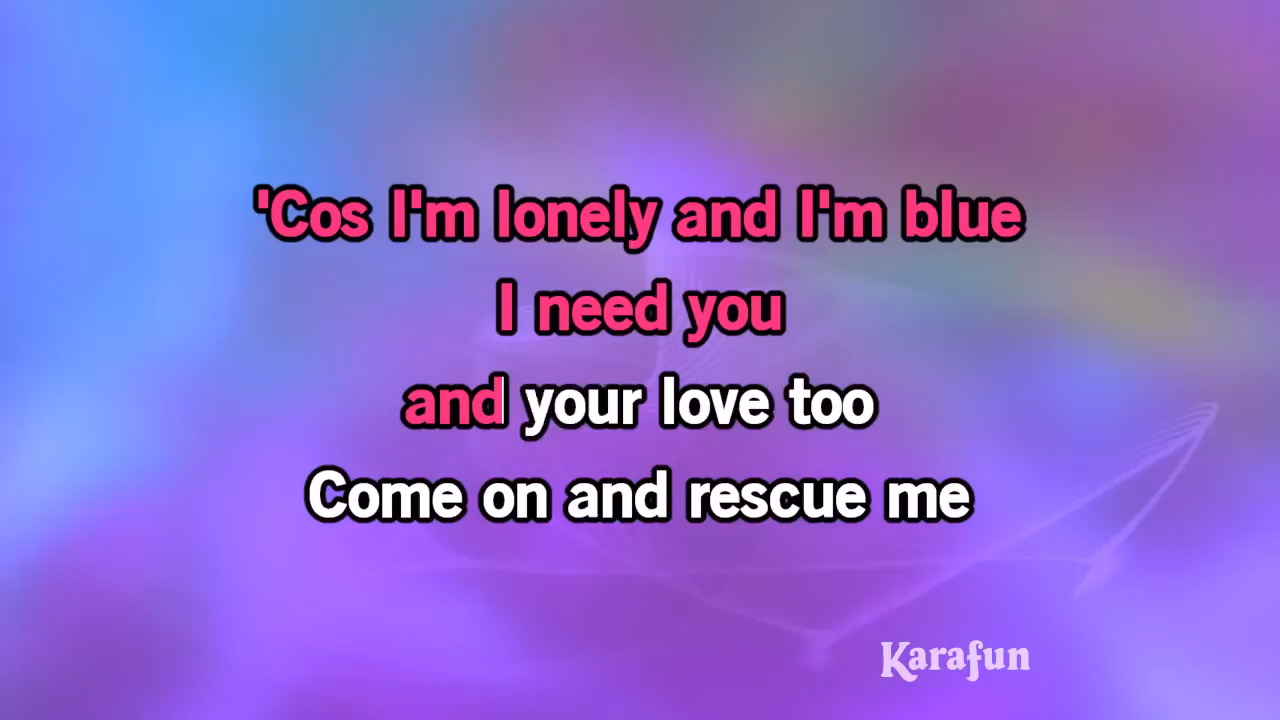 'Cos I'm lonely and I'm blue
I need you
and your love too
Come on and rescue me
Karafun